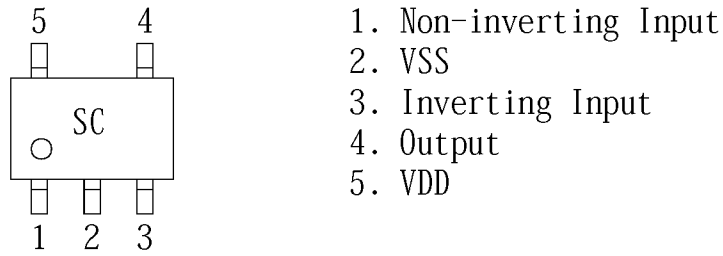 5 4
SC
1 2 3
1. Non-inverting Input
2. VSS
3. Inverting Input
4. Output
5. VDD